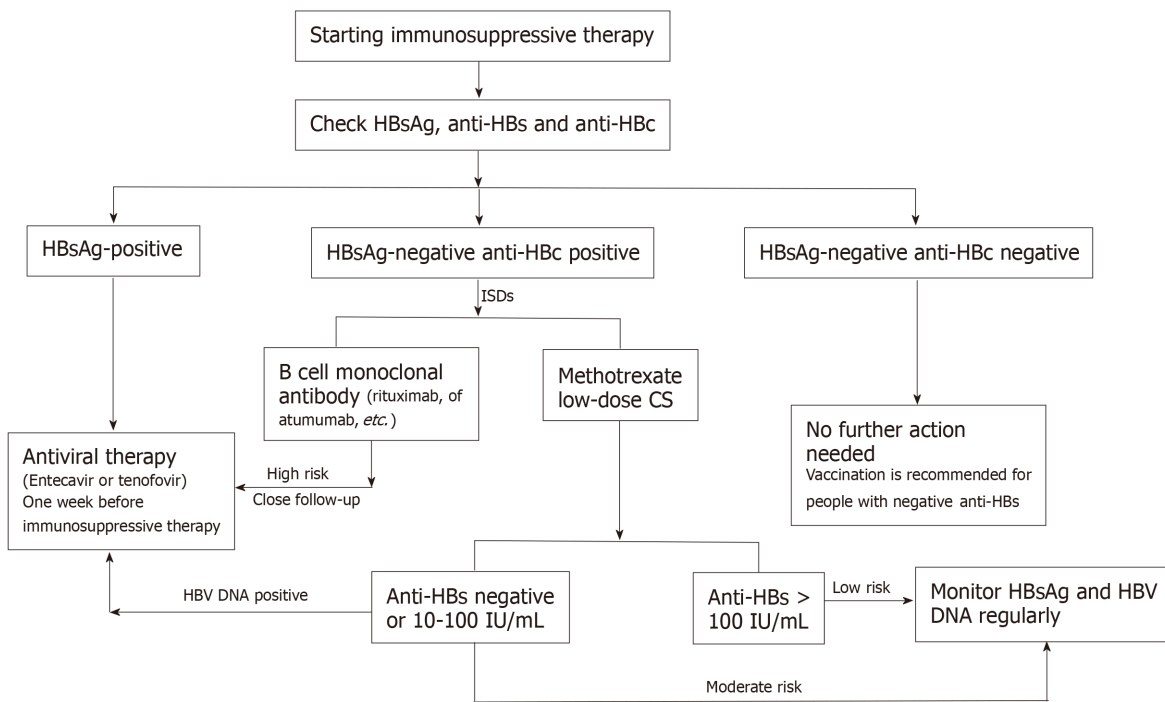 Starting immunosuppressive therapy
Check HBsAg, anti-HBs and anti-HBc
HBsAg-positive
HBsAg-negative anti-HBc positive
HBsAg-negative anti-HBc negative
ISDs
B cell monoclonal
antibody (rituximab, of
atumumab, etc.)
Methotrexate
low-dose CS
No further action
needed
Vaccination is recommended for
people with negative anti-HBs
Antiviral therapy
(Entecavir or tenofovir)
One week before
immunosuppressive therapy
High risk
Close follow-up
HBV DNA positive
Anti-HBs negative
or 10-100 IU/mL
Anti-HBs >
100 IU/mL
Low risk
Monitor HBsAg and HBV
DNA regularly
Moderate risk